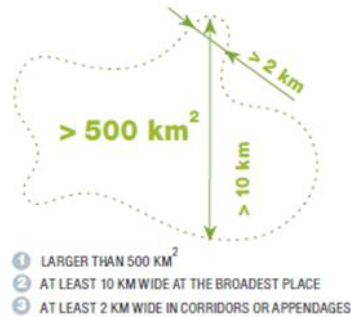 > 2 km
> 500 km²
> 10 km
1 LARGER THAN 500 KM²
2 AT LEAST 10 KM WIDE AT THE BROADEST PLACE
3 AT LEAST 2 KM WIDE IN CORRIDORS OR APPENDAGES